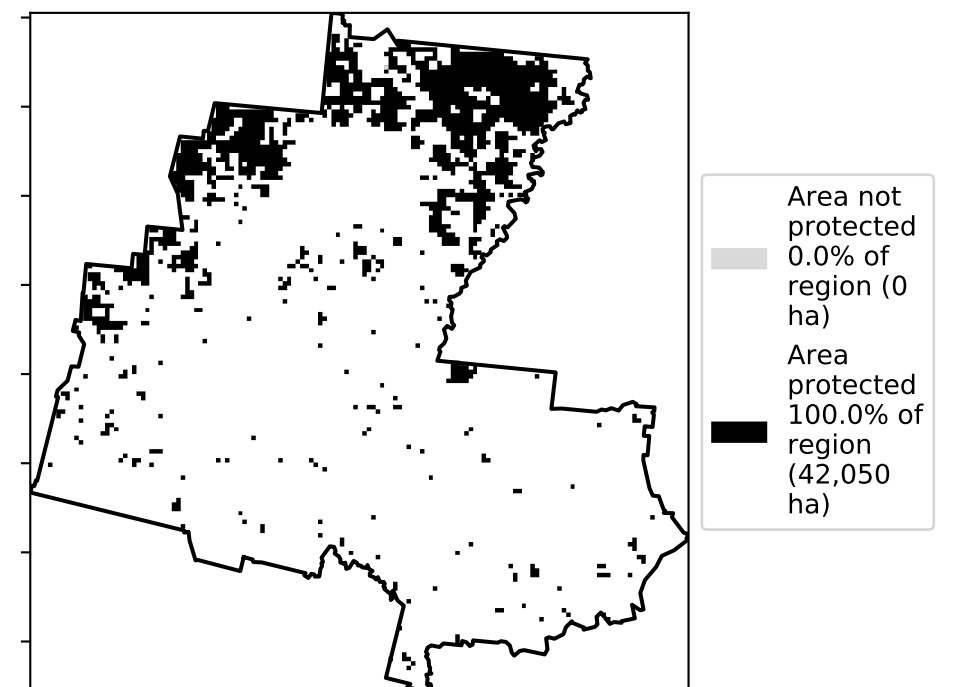 Area not
protected
0.0% of
region (0
ha)
Area
protected
100.0% of
region
(42,050
ha)